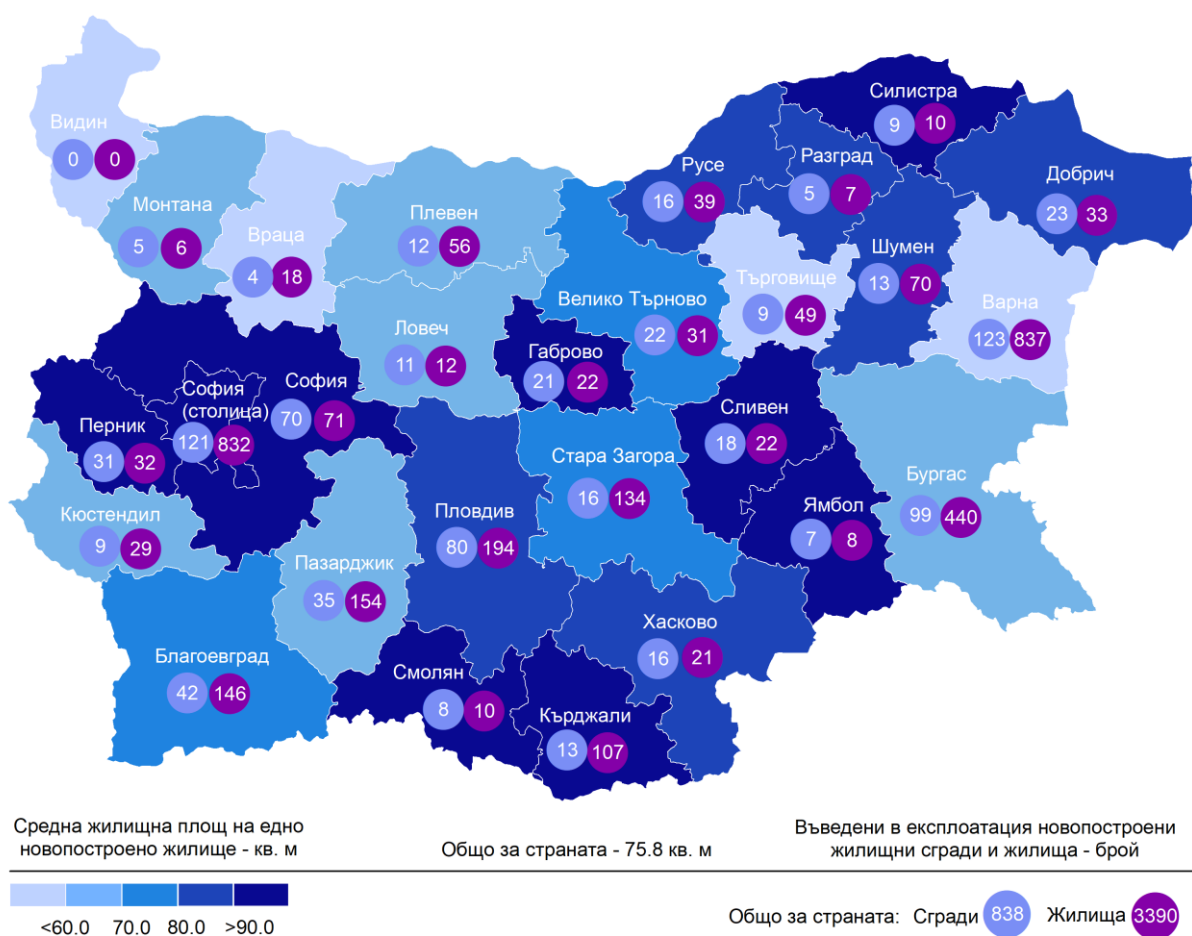 Силистра
9 10
Видин
0 0
Русе
16 39
Разград
5 7
Добрич
23 33
Монтана
5 6
Плевен
12 56
Враца
4 18
Шумен
13 70
Търговище
9 49
Велико Търново
22 31
Варна
123 837
Ловеч
11 12
Габрово
21 22
София
(столица)
121 832
София
70 71
Перник
31 32
Сливен
18 22
Стара Загора
16 134
Бургас
99 440
Ямбол
7 8
Кюстендил
9 29
Пловдив
80 194
Пазарджик
35 154
Хасково
16 21
Благоевград
42 146
Смолян
8 10
Кърджали
13 107
Средна жилищна площ на едно
новопостроено жилище - кв. м
Общо за страната - 75.8 кв. м
Въведени в експлоатация новопостроени
жилищни сгради и жилища - брой
<60.0 70.0 80.0 >90.0
Общо за страната: Сгради 838 Жилища 3390